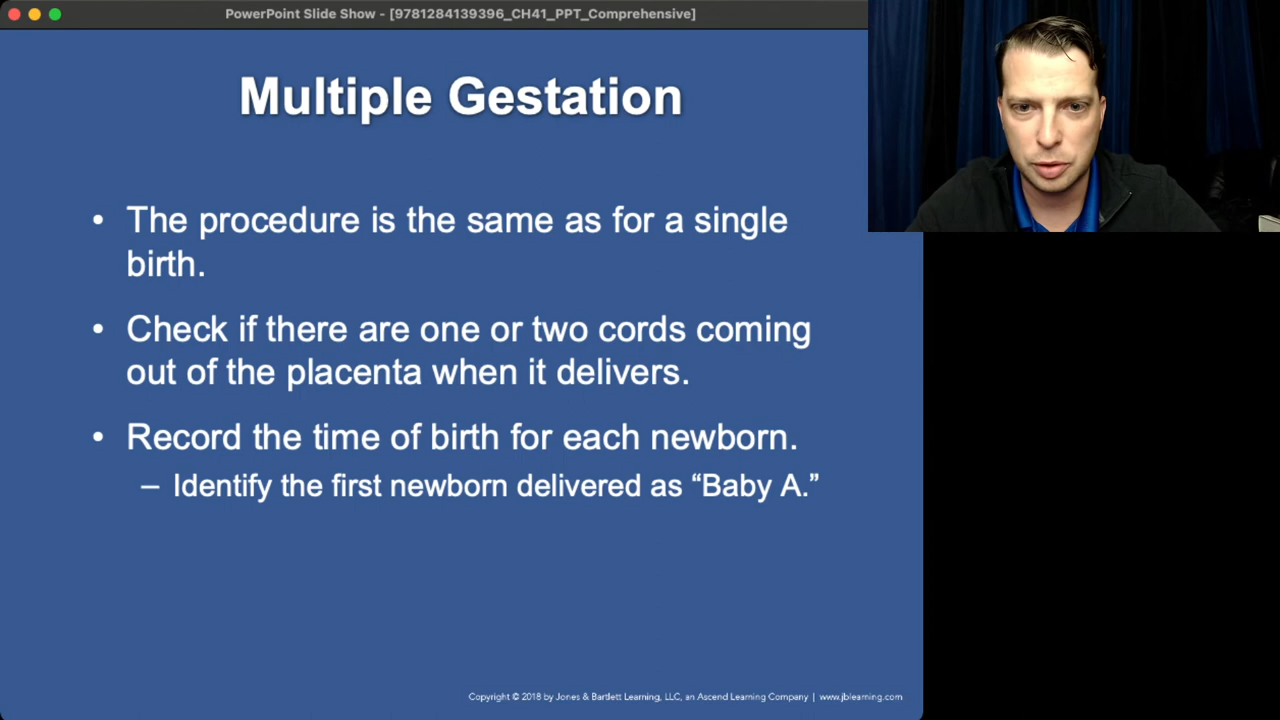 PowerPoint Slide Show - [9781284139396_CH41_PPT_Comprehensive]
Multiple Gestation
• The procedure is the same as for a single
birth.
• Check if there are one or two cords coming
out of the placenta when it delivers.
• Record the time of birth for each newborn.
– Identify the first newborn delivered as “Baby A.”
Copyright © 2018 by Jones & Bartlett Learning, LLC, an Ascend Learning Company | www.jblearning.com